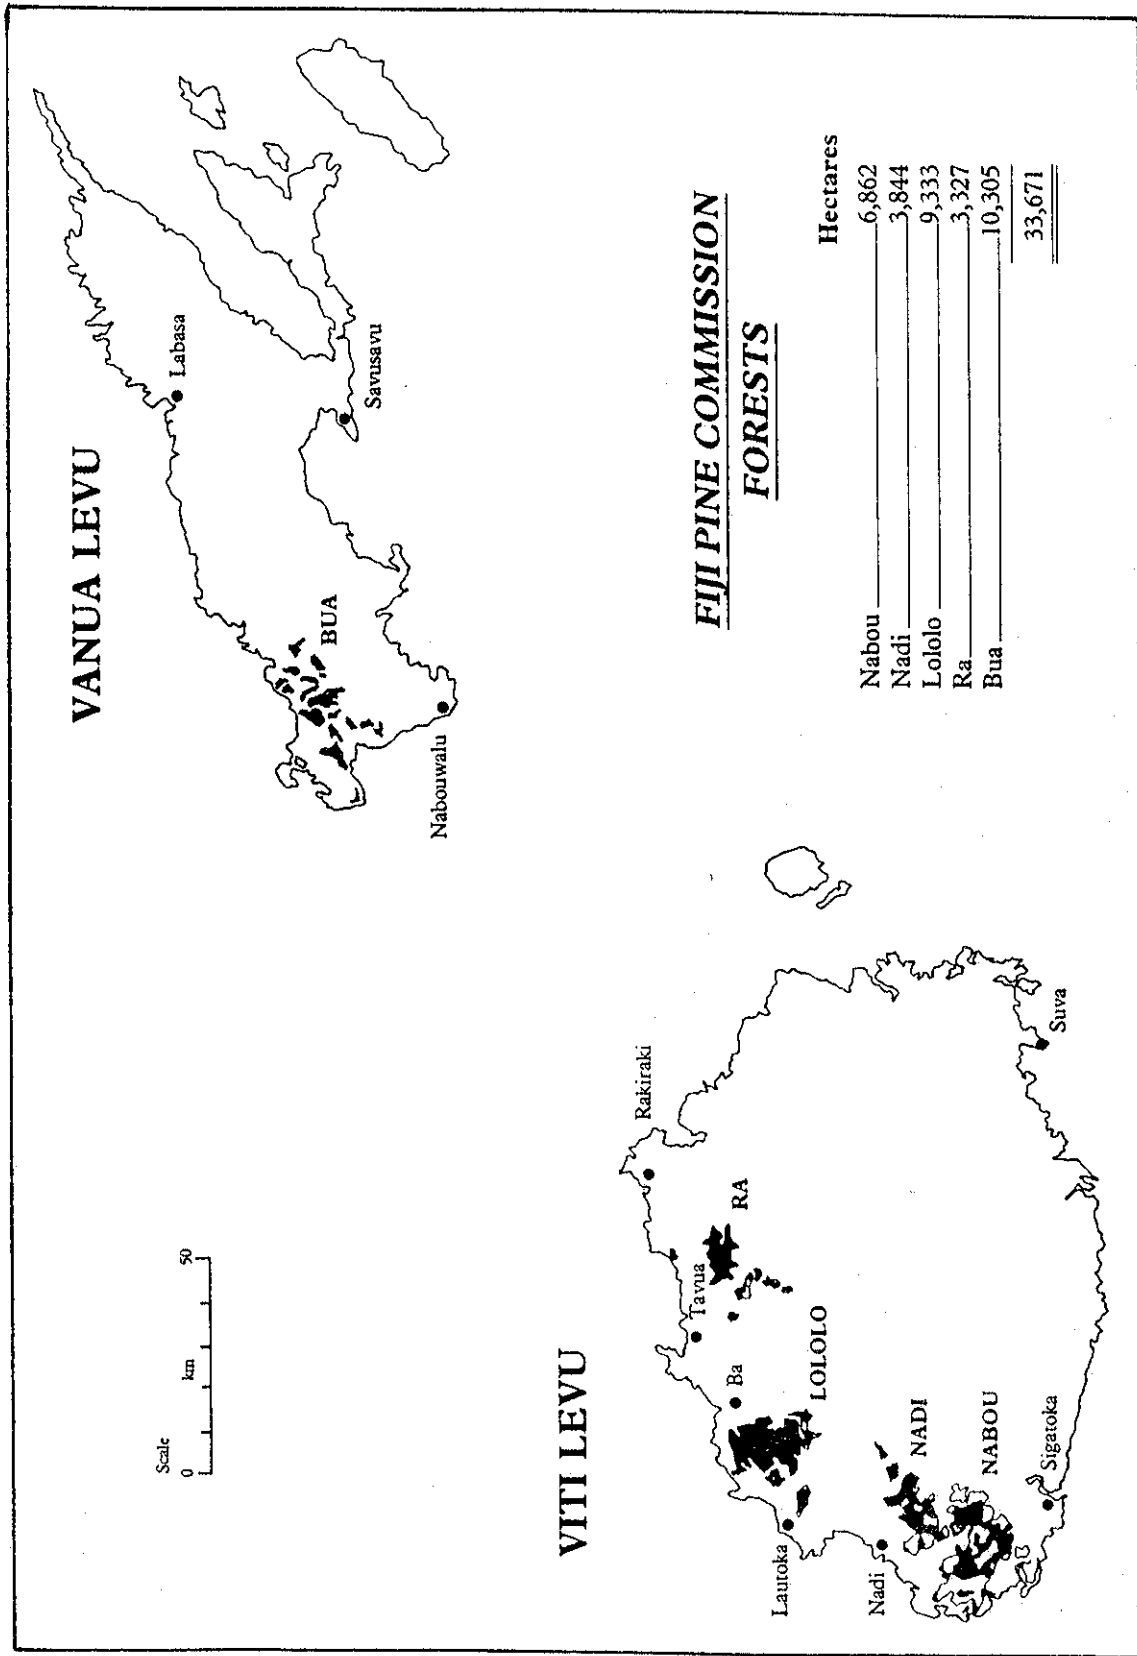 VANUA LEVU
Labasa
Savusavu
BUA
Nabouwalu
Scale
0 km 50
VITI LEVU
Rakiraki
Tavua
RA
Ba
LOLOLO
Lautoka
Nadi
NADI
NABOU
Sigatoka
Suva
FIJI PINE COMMISSION
FORESTS
Hectares
Nabou 6,862
Nadi 3,844
Lololo 9,333
Ra 3,327
Bua 10,305
33,671